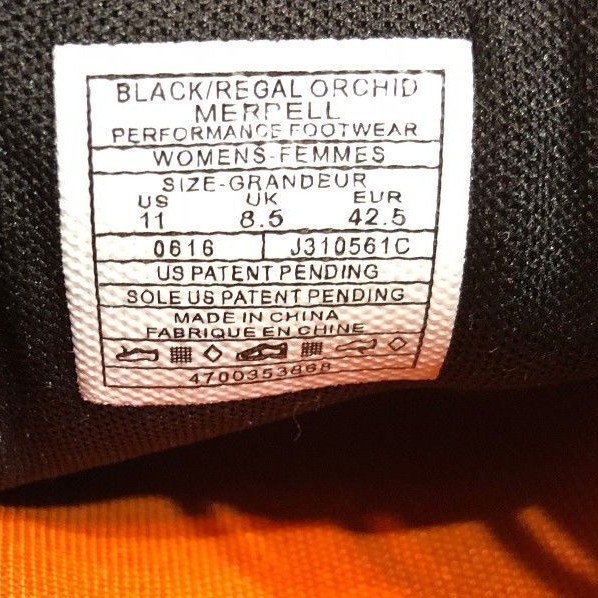 BLACK/REGAL ORCHID
MERRELL
PERFORMANCE FOOTWEAR
WOMENS-FEMMES
SIZE-GRANDEUR
US UK EUR
11 8.5 42.5
0616 J310561C
US PATENT PENDING
SOLE US PATENT PENDING
MADE IN CHINA
FABRIQUE EN CHINE
4700353668